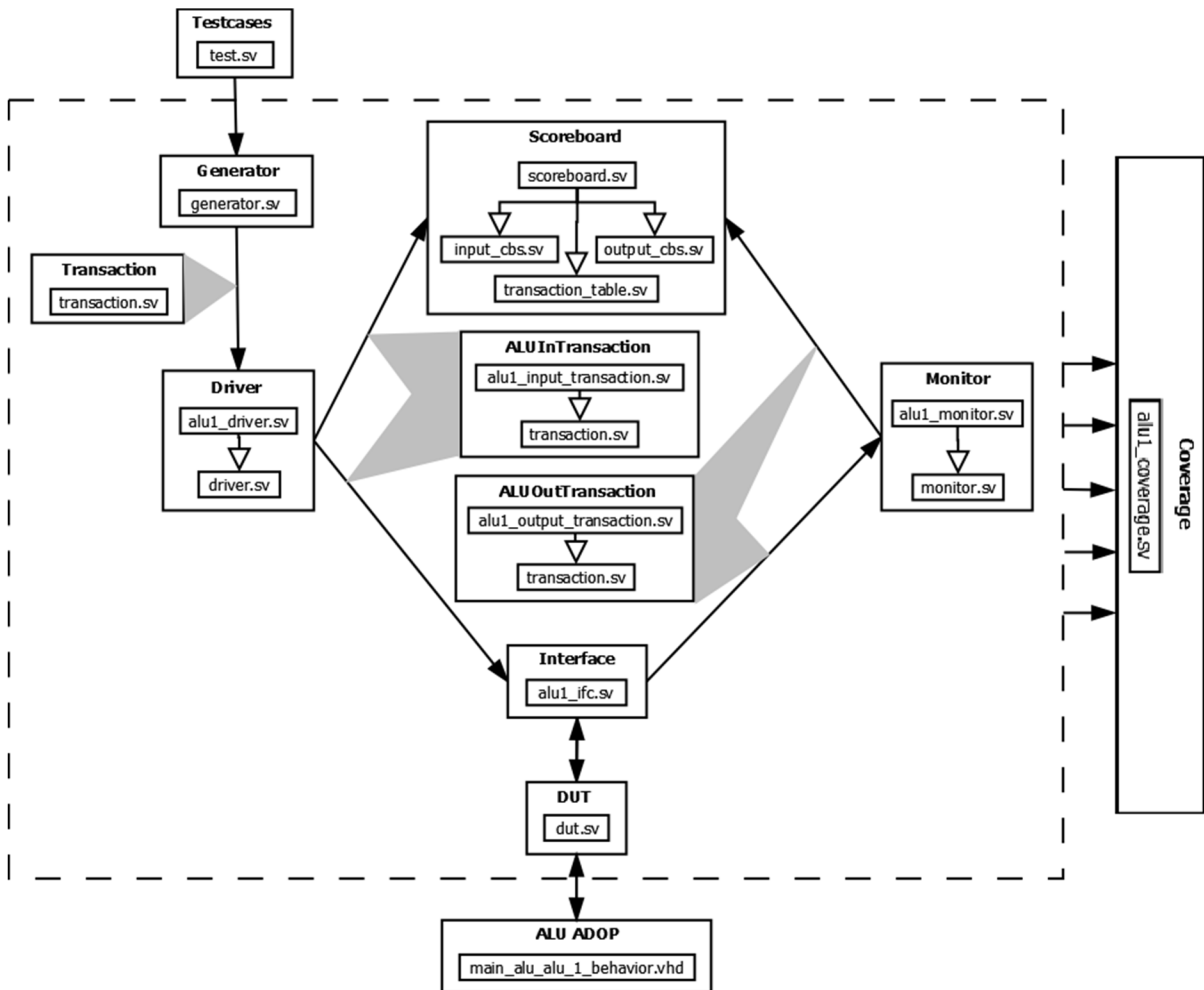 Testcases
test.sv
Generator
generator.sv
Transaction
transaction.sv
Driver
alu1_driver.sv
driver.sv
Scoreboard
scoreboard.sv
input_cbs.sv
output_cbs.sv
transaction_table.sv
ALUInTransaction
alu1_input_transaction.sv
transaction.sv
ALUOutTransaction
alu1_output_transaction.sv
transaction.sv
Monitor
alu1_monitor.sv
monitor.sv
Interface
alu1_ifc.sv
DUT
dut.sv
ALU ADOP
main_alu_alu_1_behavior.vhd
Coverage
alu1_coverage.sv